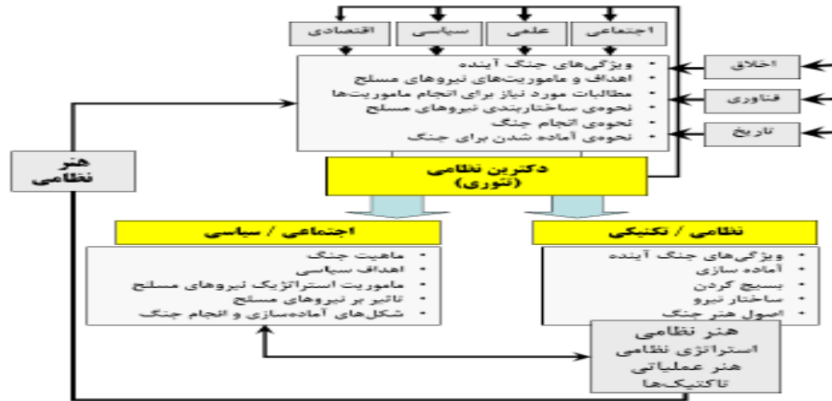 اجتماعی
علمی
سیاسی
اقتصادی
ویژگی‌های جنگ آینده
اهداف و ماموریت‌های نیروهای مسلح
مطالبات مورد نیاز برای انجام ماموریت‌ها
نحوه‌ی ساختاربندی نیروهای مسلح
نحوه‌ی انجام جنگ
نحوه‌ی آماده شدن برای جنگ
اخلاق
فناوری
تاریخ
هنر
نظامی
دکترین نظامی
(تئوری)
نظامی / تکنیکی
ویژگی‌های جنگ آینده
آماده سازی
بسیج کردن
ساختار نیرو
اصول هنر جنگ
اجتماعی / سیاسی
ماهیت جنگ
اهداف سیاسی
ماموریت استراتژیک نیروهای مسلح
تاثیر بر نیروهای مسلح
شکل‌های آماده‌سازی و انجام جنگ
هنر نظامی
استراتژی نظامی
هنر عملیاتی
تاکتیک‌ها